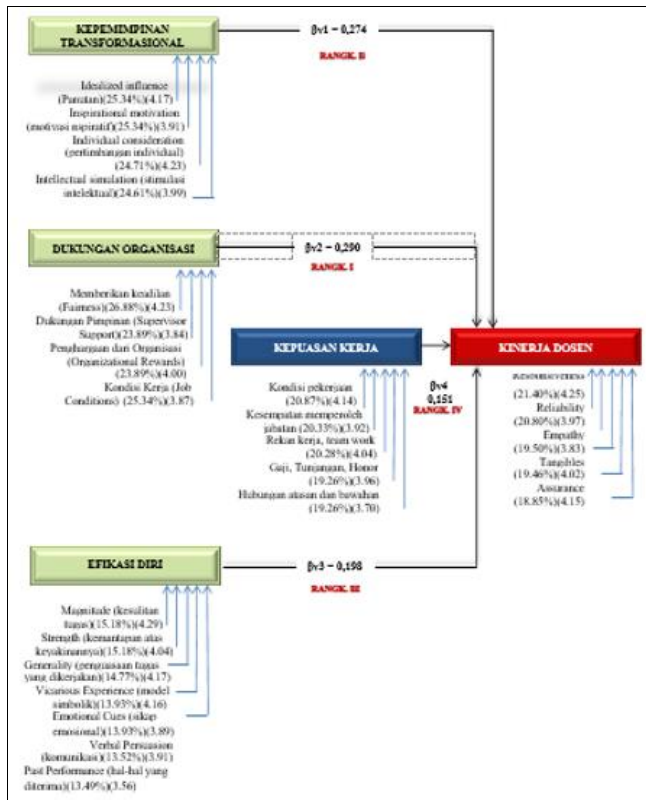 KEPEMIMPINAN
TRANSFORMASIONAL
βv1 = 0,274
RANGK. II
Idealized influence
(Panutan)(25.34%)(4.17)
Inspirational motivation
(motivasi nspiratif)(25.34%)(3.91)
Individual consideration
(pertimbangan individual)
(24.71%)(4.23)
Intellectual simulation (stimulasi
intelektual)(24.61%)(3.99)
DUKUNGAN ORGANISASI
βv2 = 0,290
RANGK. I
Memberikan keadilan
(Fairness)(26.88%)(4.23)
Dukungan Pimpinan (Supervisor
Support)(23.89%)(3.84)
Penghargaan dari Organisasi
(Organizational Rewards)
(23.89%)(4.00)
Kondisi Kerja (Job
Conditions) (25.34%)(3.87)
KEPUASAN KERJA
Kondisi pekerjaan
(20.87%)(4.14)
Kesempatan memperoleh
jabatan (20.33%)(3.92)
Rekan kerja, team work
(20.28%)(4.04)
Gaji, Tunjangan, Honor
(19.26%)(3.96)
Hubungan atasan dan bawahan
(19.26%)(3.70)
βv4
0,151
RANGK. IV
KINERJA DOSEN
(21.40%)(4.25)
Reliability
(20.80%)(3.97)
Empathy
(19.50%)(3.83)
Tangibles
(19.46%)(4.02)
Assurance
(18.85%)(4.15)
EFIKASI DIRI
βv3 = 0,198
RANGK. III
Magnitude (kesulitan
tugas)(15.18%)(4.29)
Strength (kemantapan atas
keyakinannya)(15.18%)(4.04)
Generality (penguasaan tugas
yang dikerjakan)(14.77%)(4.17)
Vicarious Experience (model
simbolik)(13.93%)(4.16)
Emotional Cues (sikap
emosional)(13.93%)(3.89)
Verbal Persuasion
(komunikasi)(13.52%)(3.91)
Past Performance (hal-hal yang
diterima)(13.49%)(3.56)